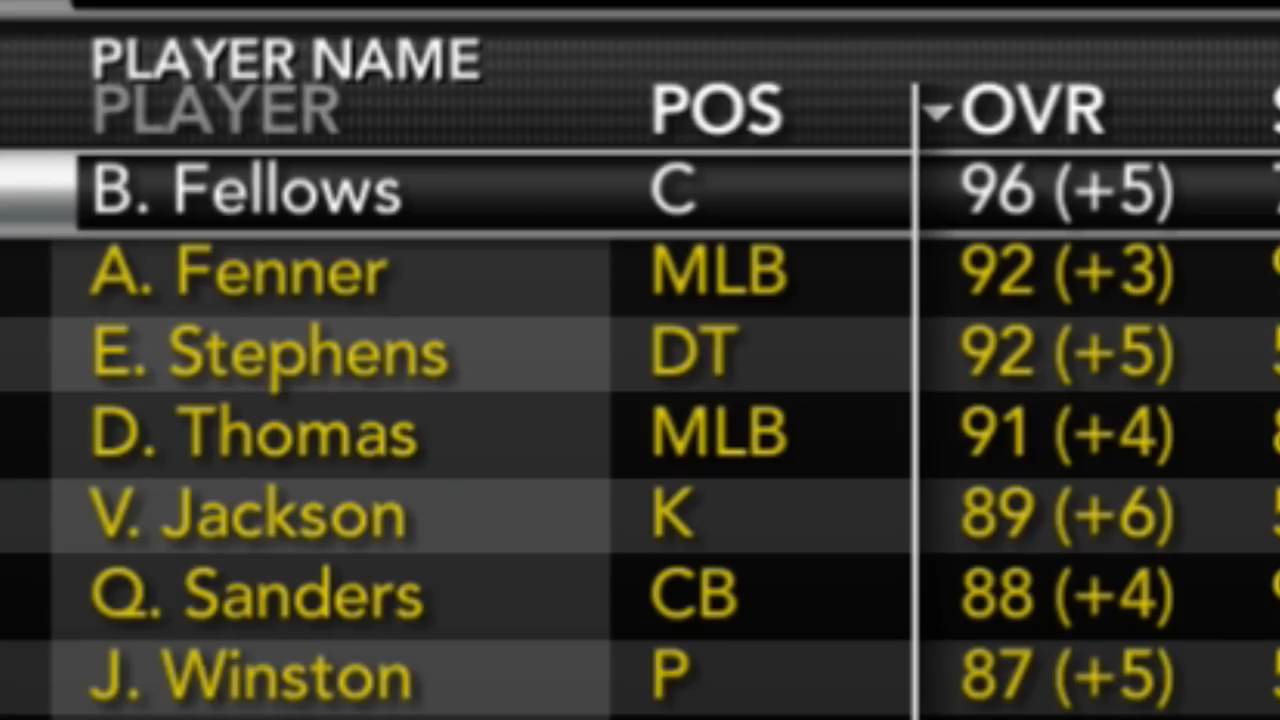 PLAYER NAME
PLAYER POS OVR
B. Fellows C 96 (+5)
A. Fenner MLB 92 (+3)
E. Stephens DT 92 (+5)
D. Thomas MLB 91 (+4)
V. Jackson K 89 (+6)
Q. Sanders CB 88 (+4)
J. Winston P 87 (+5)